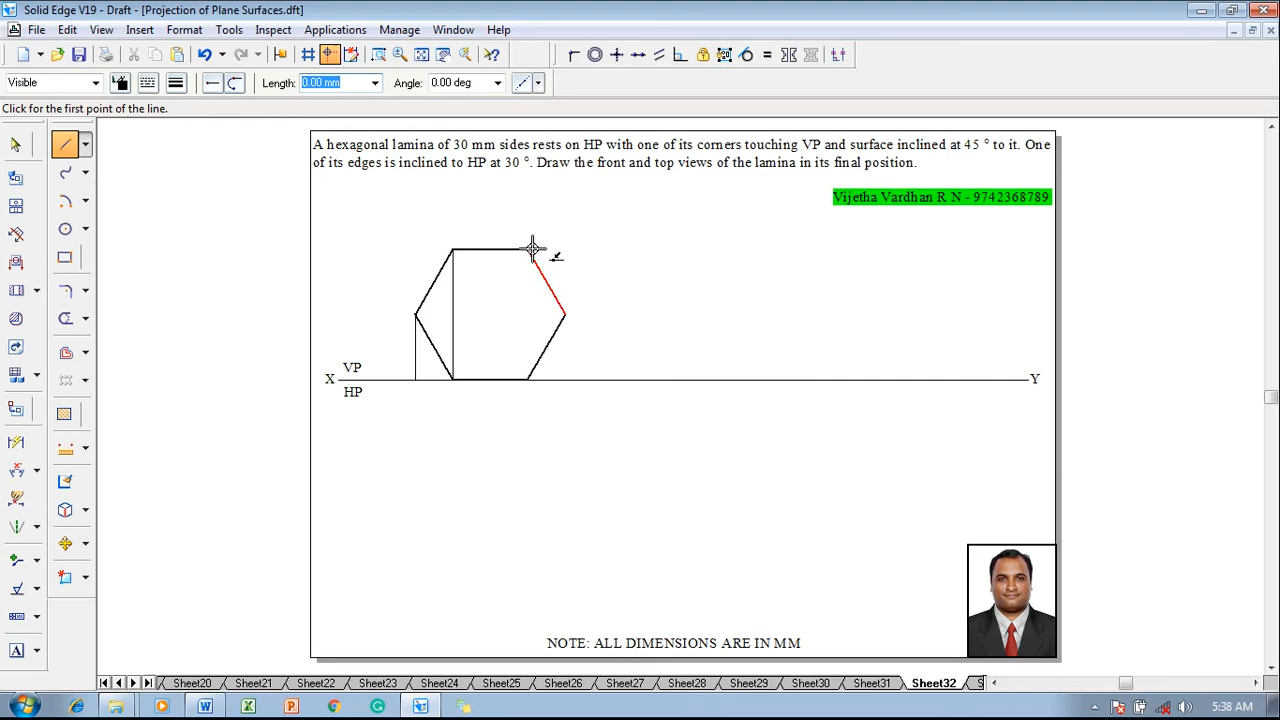 Solid Edge V19 - Draft - [Projection of Plane Surfaces.dft]
File Edit View Insert Format Tools Inspect Applications Manage Window Help
Visible Length: 0.00 mm Angle: 0.00 deg
Click for the first point of the line.
A hexagonal lamina of 30 mm sides rests on HP with one of its corners touching VP and surface inclined at 45 ° to it. One
of its edges is inclined to HP at 30 °. Draw the front and top views of the lamina in its final position.
Vijetha Vardhan R N - 9742368789
VP
X
Y
HP
NOTE: ALL DIMENSIONS ARE IN MM
Sheet20 Sheet21 Sheet22 Sheet23 Sheet24 Sheet25 Sheet26 Sheet27 Sheet28 Sheet29 Sheet30 Sheet31 Sheet32 S
5:38 AM